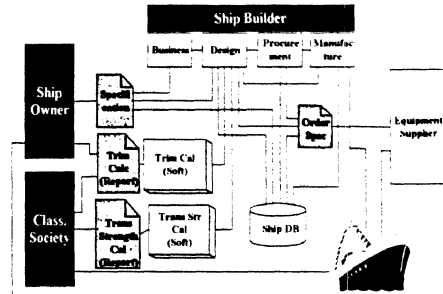 Ship Builder
Business
Design
Procure
ment
Manufac
ture
Ship
Owner
Specifi
cation
Order
Spec
Equipment
Supplier
Trim
Calc
(Report)
Trim Cal
(Soft)
Class.
Society
Trans
Strength
Cal
(Report)
Trans Str
Cal
(Soft)
Ship DB